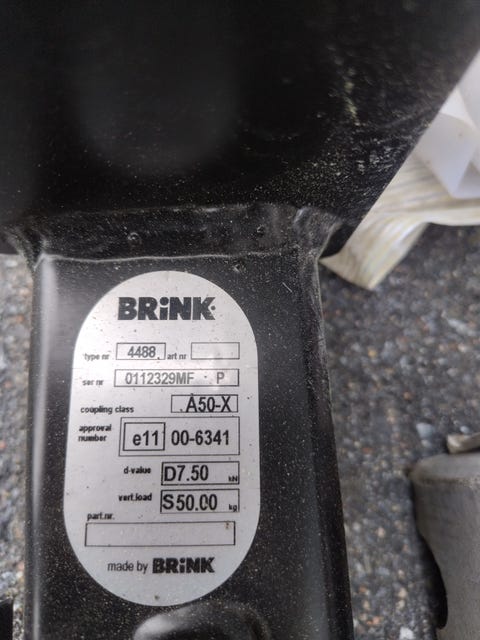 BRiNK
type nr 4488 art nr
ser nr 0112329MF P
coupling class A50-X
approval number e11 00-6341
d-value D7.50 kN
vert.load S50.00 kg
part.nr.
made by BRiNK